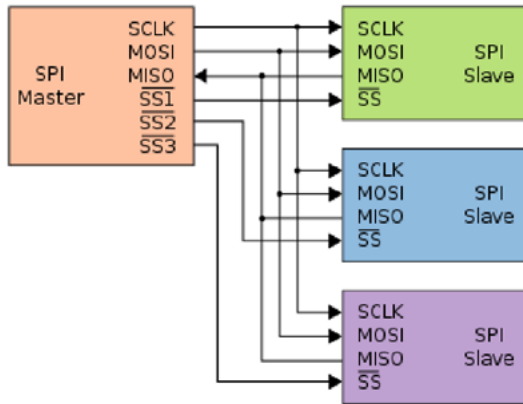 SPI
Master
SCLK
MOSI
MISO
SS1
SS2
SS3
SCLK
MOSI
MISO
SS
SPI
Slave
SCLK
MOSI
MISO
SS
SPI
Slave
SCLK
MOSI
MISO
SS
SPI
Slave